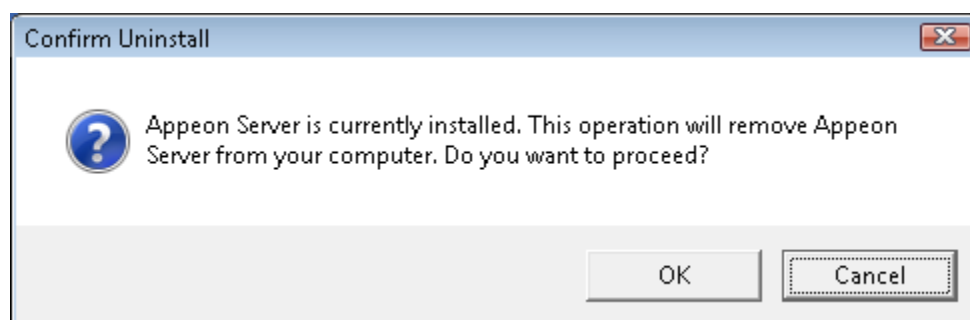 Confirm Uninstall
Appeon Server is currently installed. This operation will remove Appeon
Server from your computer. Do you want to proceed?
OK
Cancel